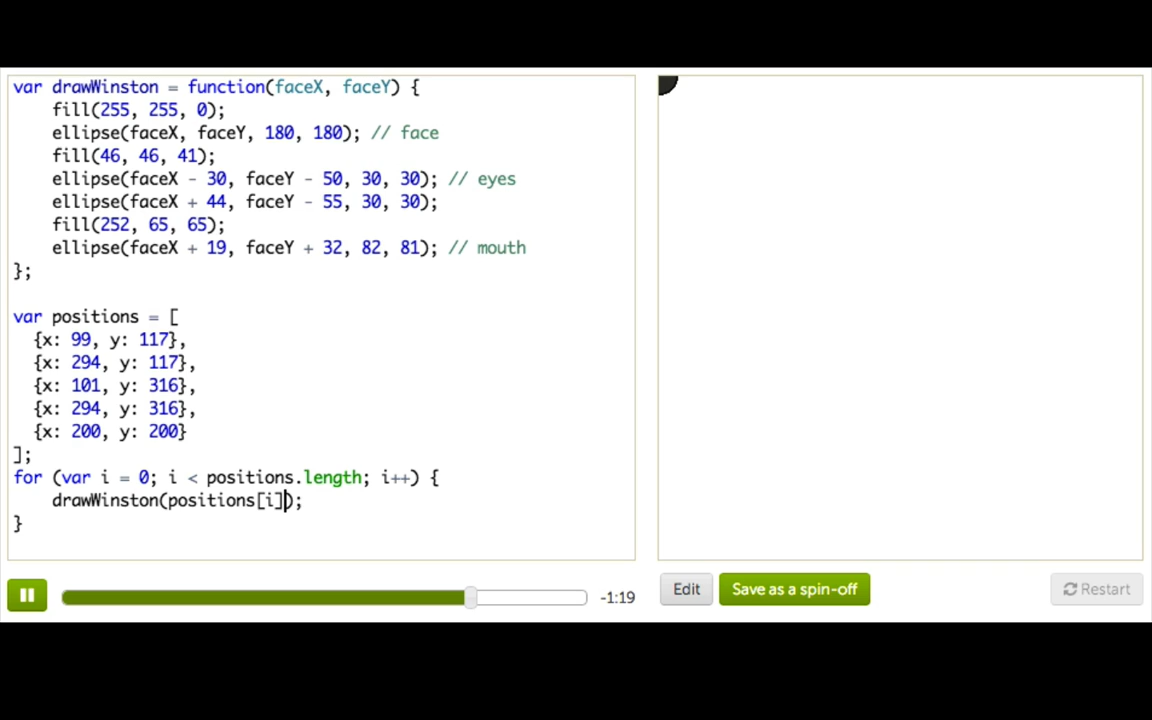 var drawWinston = function(faceX, faceY) {
    fill(255, 255, 0);
    ellipse(faceX, faceY, 180, 180); // face
    fill(46, 46, 41);
    ellipse(faceX - 30, faceY - 50, 30, 30); // eyes
    ellipse(faceX + 44, faceY - 55, 30, 30);
    fill(252, 65, 65);
    ellipse(faceX + 19, faceY + 32, 82, 81); // mouth
};
var positions = [
  {x: 99, y: 117},
  {x: 294, y: 117},
  {x: 101, y: 316},
  {x: 294, y: 316},
  {x: 200, y: 200}
];
for (var i = 0; i < positions.length; i++) {
    drawWinston(positions[i]);
}
-1:19
Edit
Save as a spin-off
Restart